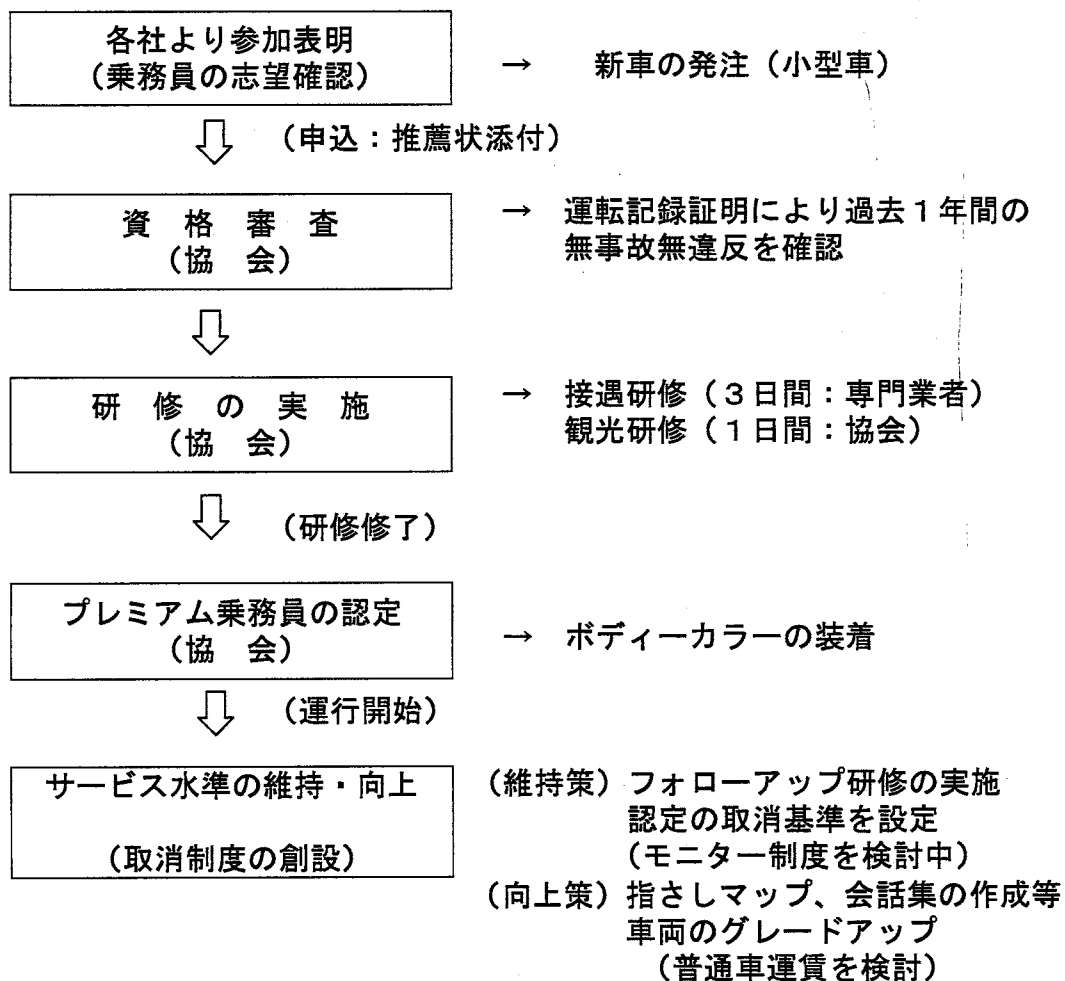 各社より参加表明
(乗務員の志望確認)
→ 新車の発注(小型車)
(申込:推薦状添付)
資 格 審 査
(協 会)
→ 運転記録証明により過去1年間の
無事故無違反を確認
研 修 の 実 施
(協 会)
→ 接遇研修(3日間:専門業者)
観光研修(1日間:協会)
(研修修了)
プレミアム乗務員の認定
(協 会)
→ ボディーカラーの装着
(運行開始)
サービス水準の維持・向上
(取消制度の創設)
(維持策)フォローアップ研修の実施
認定の取消基準を設定
(モニター制度を検討中)
(向上策)指さしマップ、会話集の作成等
車両のグレードアップ
(普通車運賃を検討)